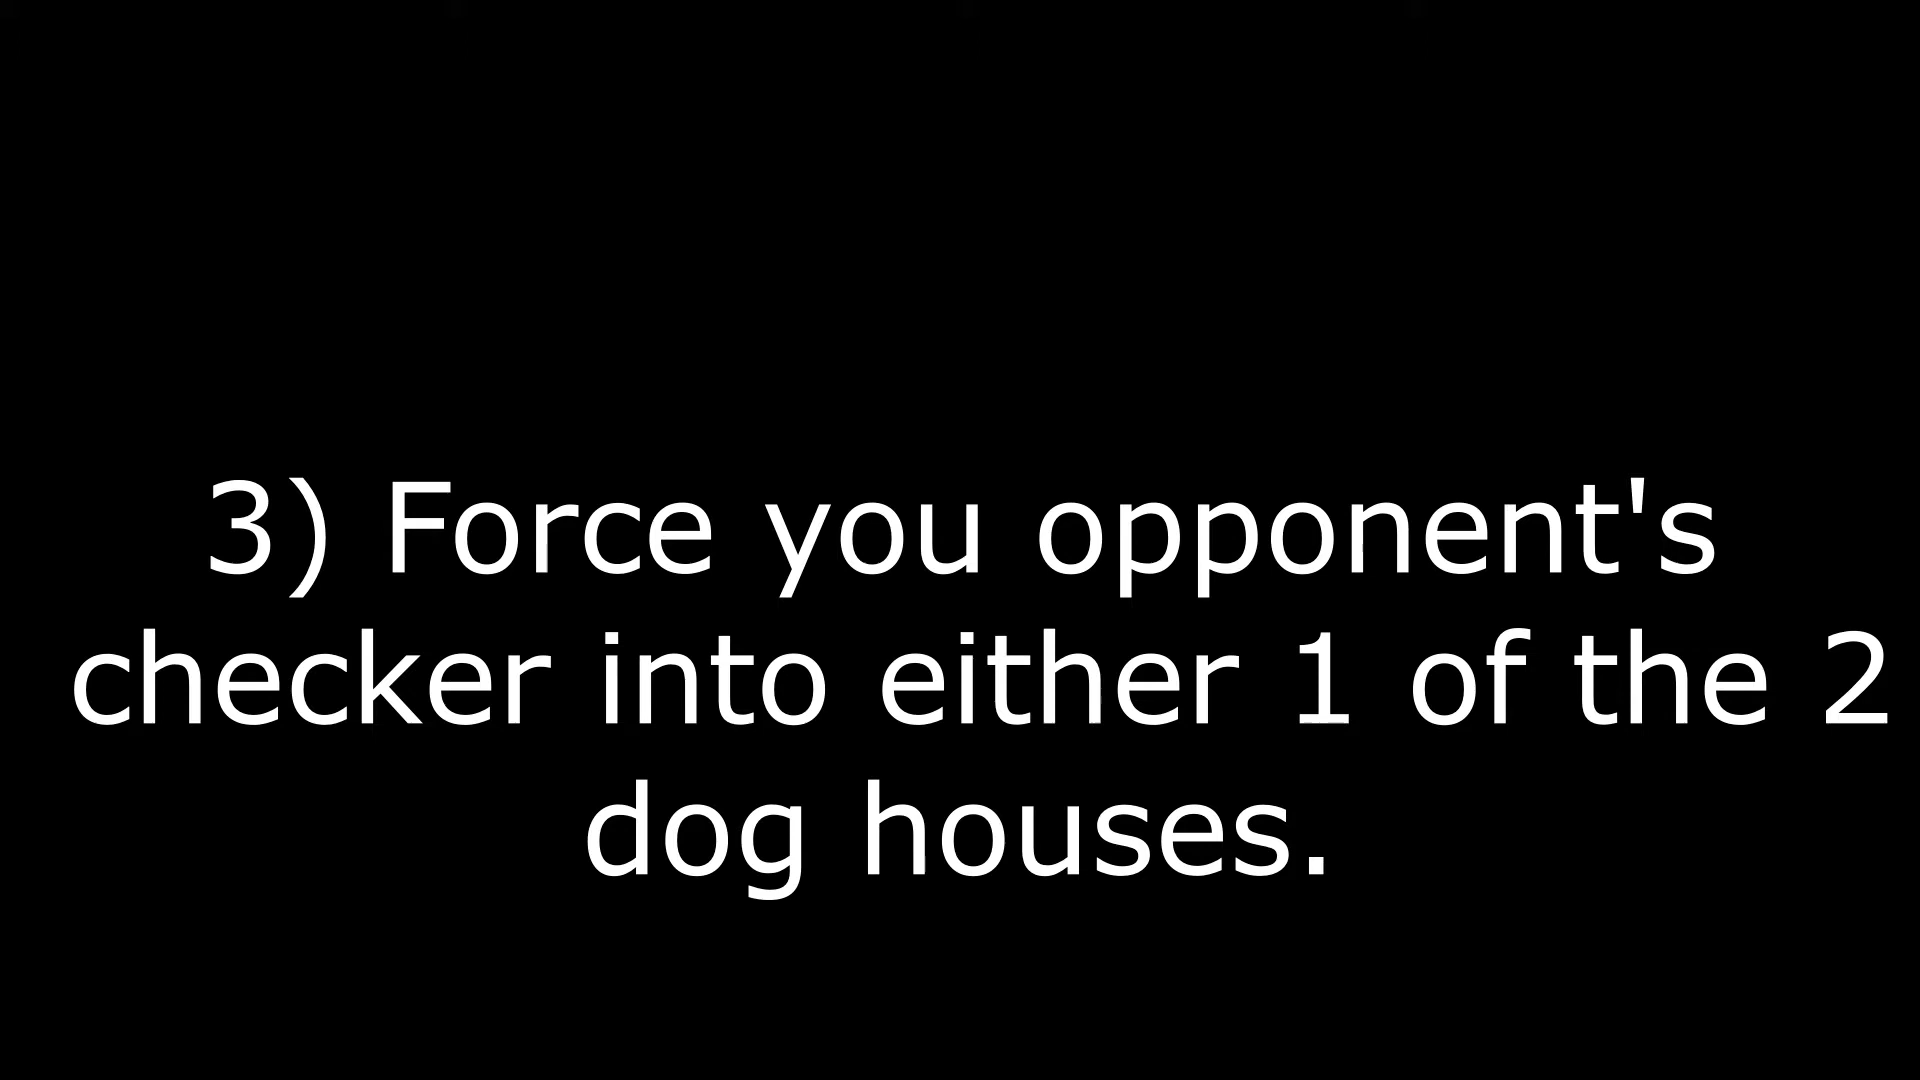 3) Force you opponent's
checker into either 1 of the 2
dog houses.